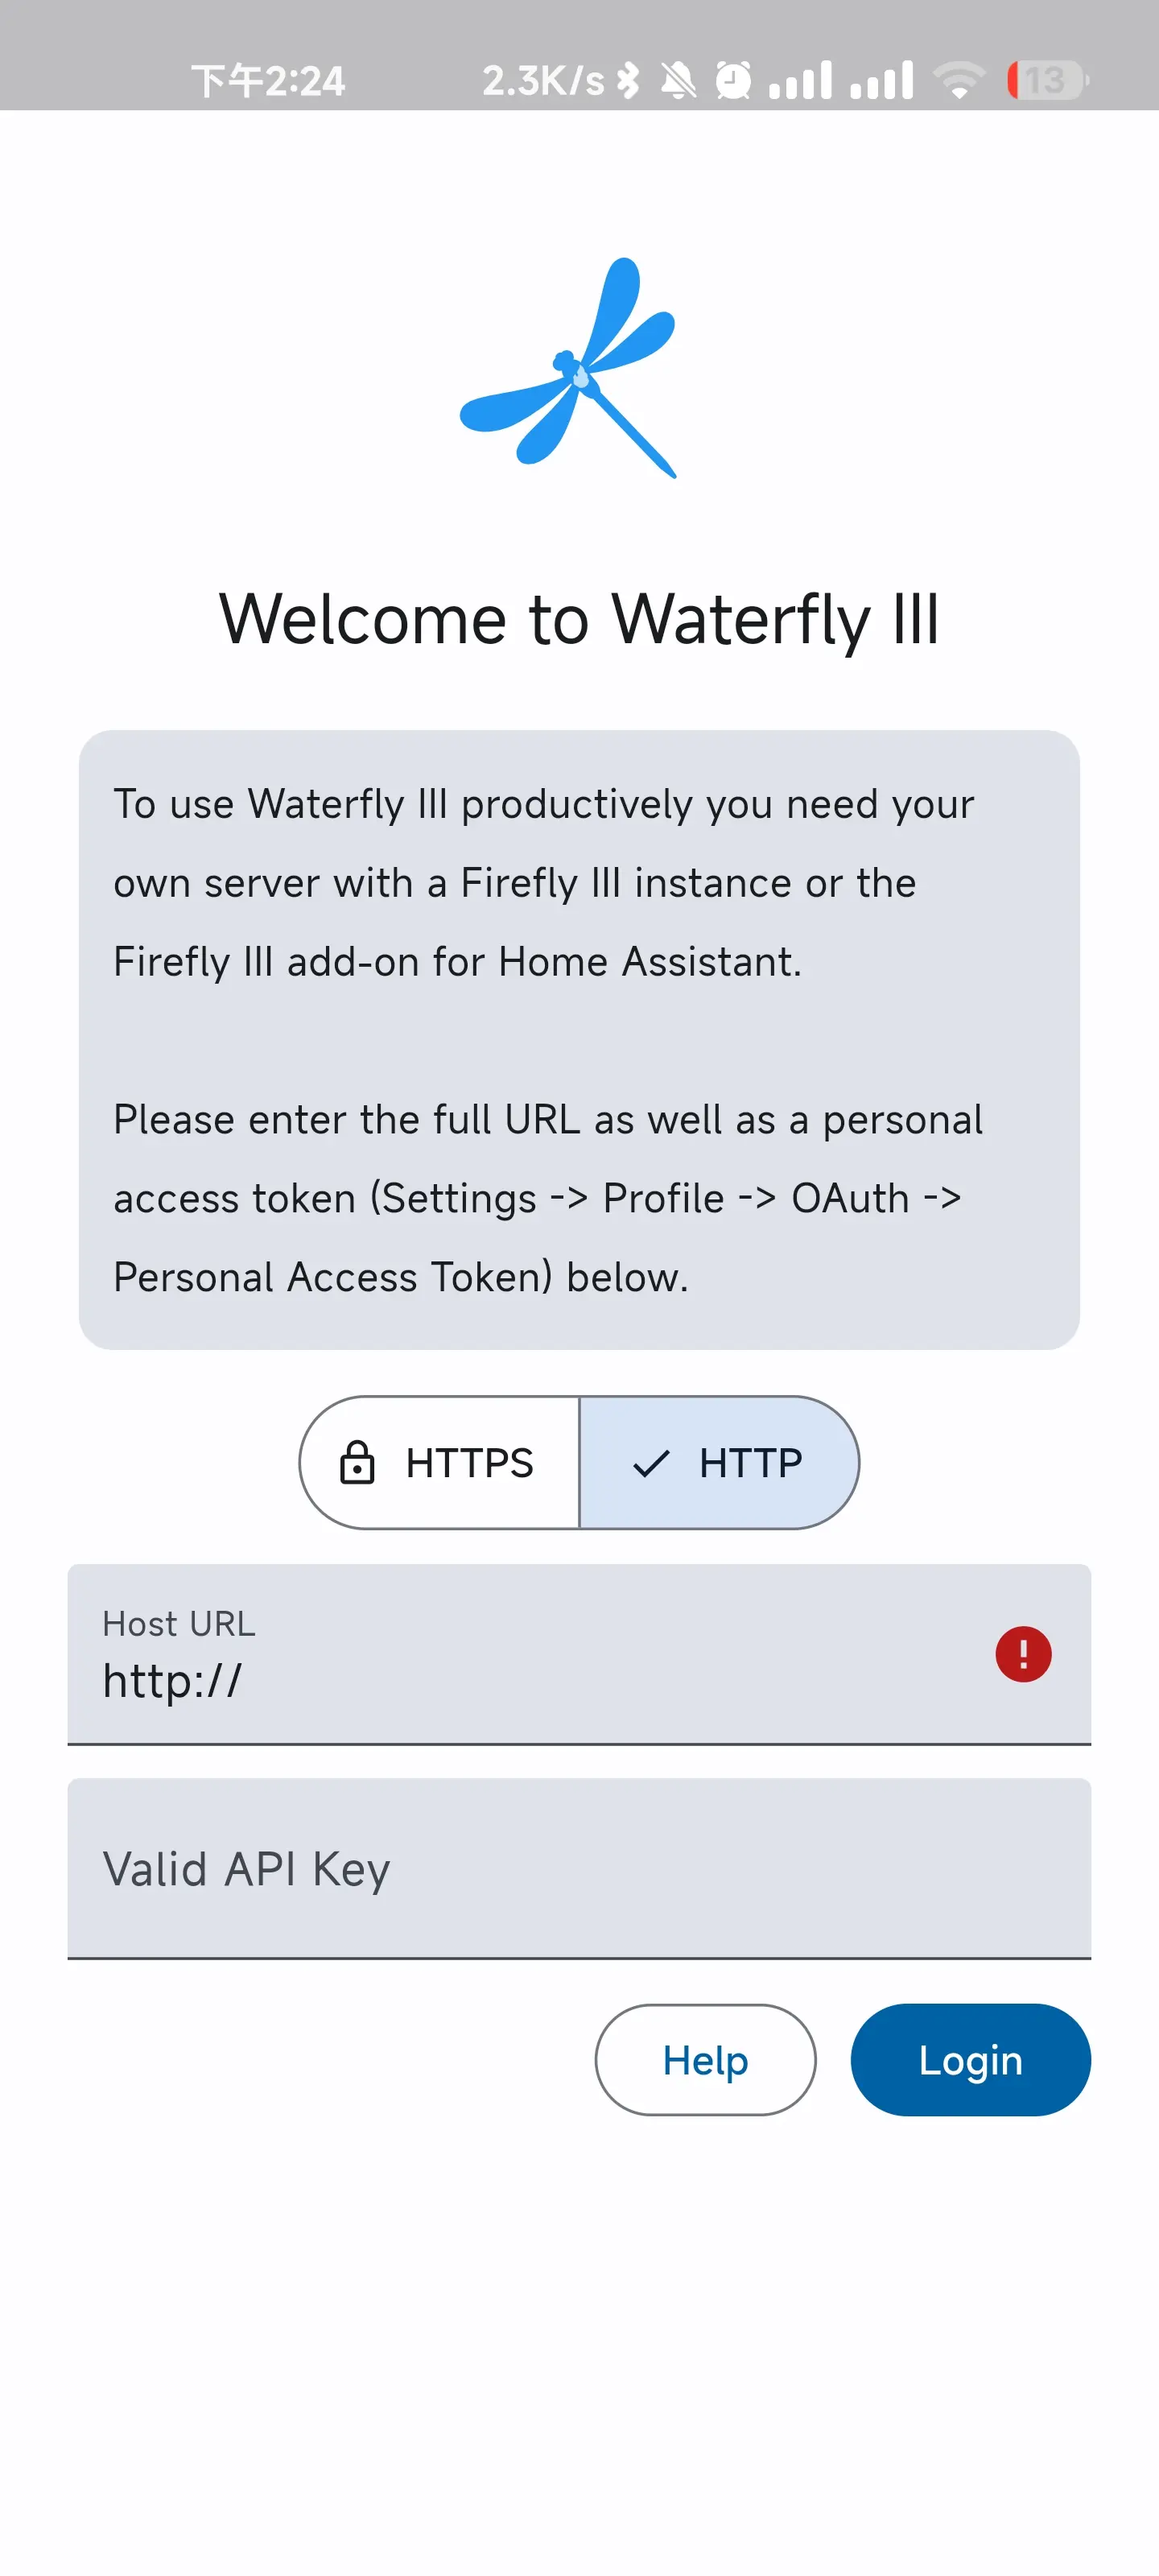 下午2:24 2.3K/s 13
Welcome to Waterfly III
To use Waterfly III productively you need your
own server with a Firefly III instance or the
Firefly III add-on for Home Assistant.
Please enter the full URL as well as a personal
access token (Settings -> Profile -> OAuth ->
Personal Access Token) below.
HTTPS HTTP
Host URL
http://
Valid API Key
Help Login